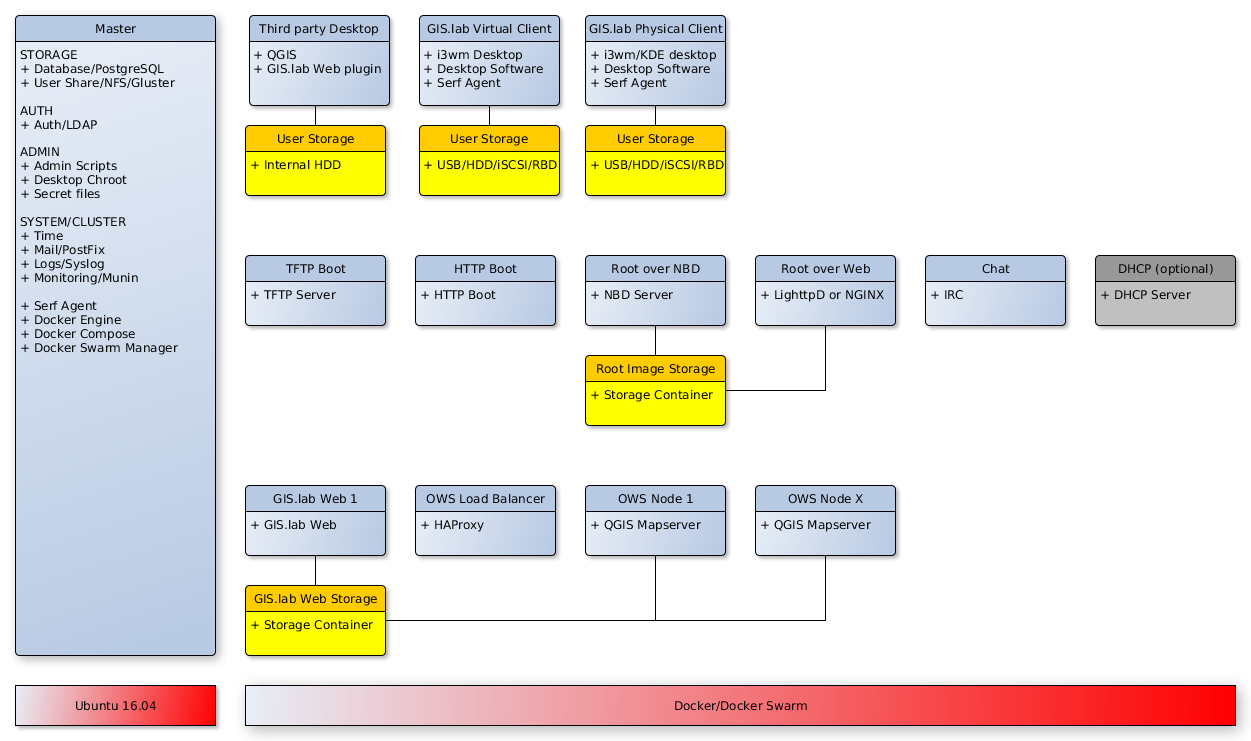 Master
STORAGE
+ Database/PostgreSQL
+ User Share/NFS/Gluster
AUTH
+ Auth/LDAP
ADMIN
+ Admin Scripts
+ Desktop Chroot
+ Secret files
SYSTEM/CLUSTER
+ Time
+ Mail/PostFix
+ Logs/Syslog
+ Monitoring/Munin
+ Serf Agent
+ Docker Engine
+ Docker Compose
+ Docker Swarm Manager
Third party Desktop
+ QGIS
+ GIS.lab Web plugin
GIS.lab Virtual Client
+ i3wm Desktop
+ Desktop Software
+ Serf Agent
GIS.lab Physical Client
+ i3wm/KDE desktop
+ Desktop Software
+ Serf Agent
User Storage
+ Internal HDD
User Storage
+ USB/HDD/iSCSI/RBD
User Storage
+ USB/HDD/iSCSI/RBD
TFTP Boot
+ TFTP Server
HTTP Boot
+ HTTP Boot
Root over NBD
+ NBD Server
Root over Web
+ LighttpD or NGINX
Chat
+ IRC
DHCP (optional)
+ DHCP Server
Root Image Storage
+ Storage Container
GIS.lab Web 1
+ GIS.lab Web
OWS Load Balancer
+ HAProxy
OWS Node 1
+ QGIS Mapserver
OWS Node X
+ QGIS Mapserver
GIS.lab Web Storage
+ Storage Container
Ubuntu 16.04
Docker/Docker Swarm